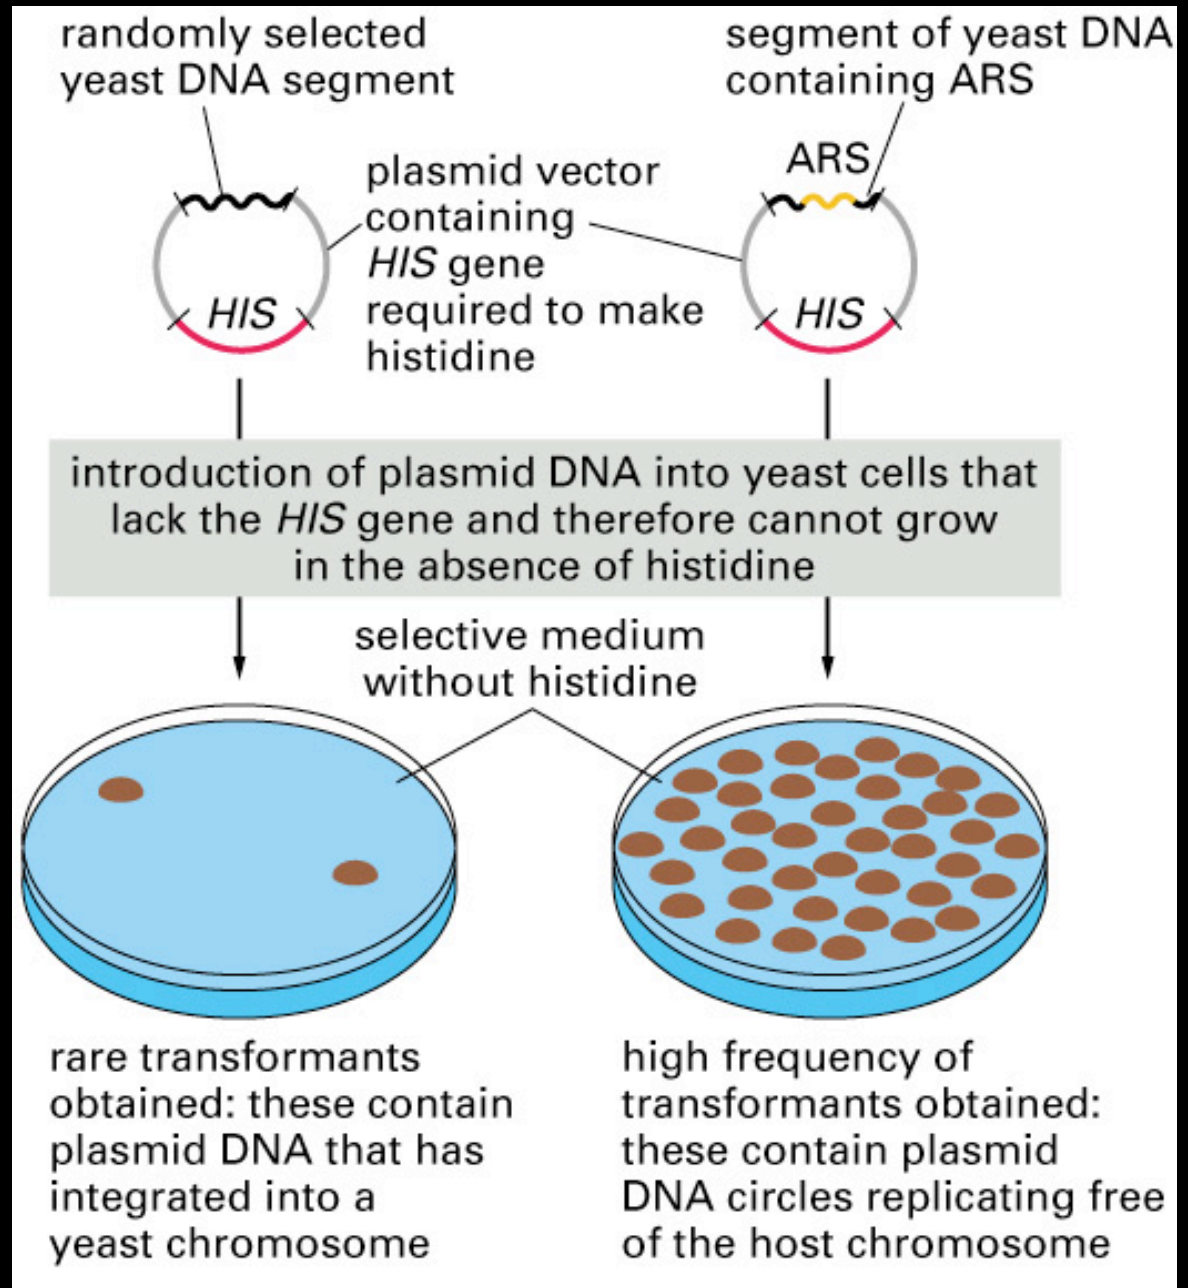 randomly selected
yeast DNA segment
segment of yeast DNA
containing ARS
ARS
plasmid vector
containing
HIS gene
required to make
histidine
HIS
HIS
introduction of plasmid DNA into yeast cells that
lack the HIS gene and therefore cannot grow
in the absence of histidine
selective medium
without histidine
rare transformants
obtained: these contain
plasmid DNA that has
integrated into a
yeast chromosome
high frequency of
transformants obtained:
these contain plasmid
DNA circles replicating free
of the host chromosome